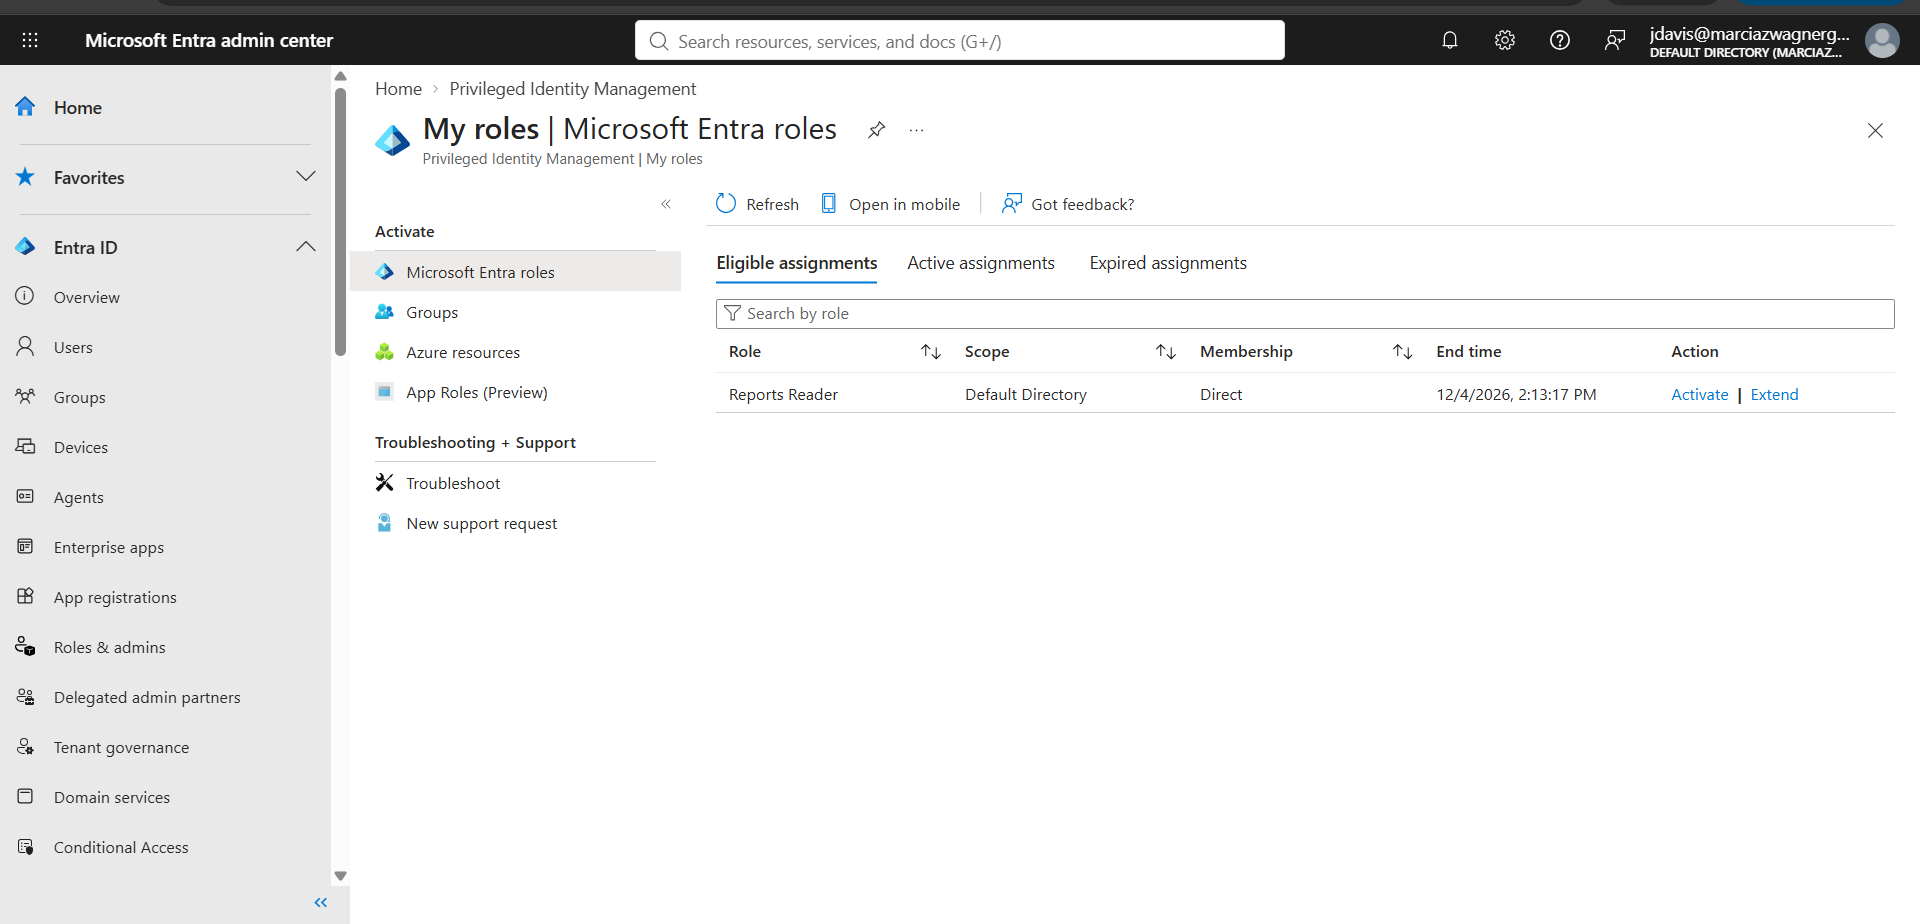 Microsoft Entra admin center
Search resources, services, and docs (G+/)
jdavis@marciazwagnerg...
DEFAULT DIRECTORY (MARCIAZ...
Home
Favorites
Entra ID
Overview
Users
Groups
Devices
Agents
Enterprise apps
App registrations
Roles & admins
Delegated admin partners
Tenant governance
Domain services
Conditional Access
Home > Privileged Identity Management
My roles | Microsoft Entra roles
Privileged Identity Management | My roles
Activate
Microsoft Entra roles
Groups
Azure resources
App Roles (Preview)
Troubleshooting + Support
Troubleshoot
New support request
Refresh Open in mobile Got feedback?
Eligible assignments Active assignments Expired assignments
Search by role
Role Scope Membership End time Action
Reports Reader Default Directory Direct 12/4/2026, 2:13:17 PM Activate | Extend